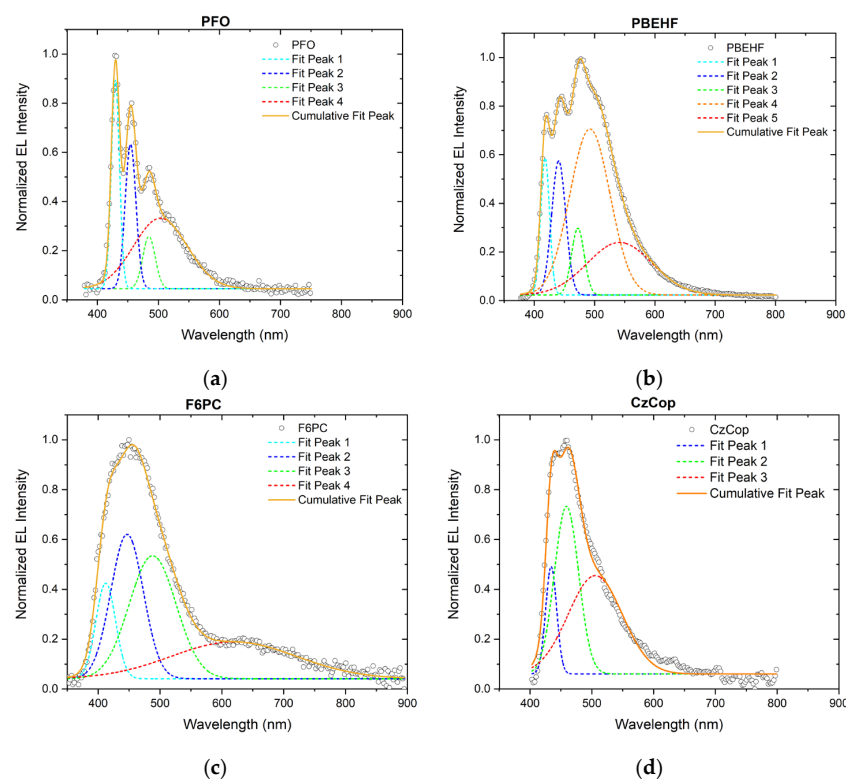 PFO
Normalized EL Intensity
1.0
0.8
0.6
0.4
0.2
0.0
PFO
Fit Peak 1
Fit Peak 2
Fit Peak 3
Fit Peak 4
Cumulative Fit Peak
400 500 600 700 800 900
Wavelength (nm)
(a)
PBEHF
Normalized EL Intensity
1.0
0.8
0.6
0.4
0.2
0.0
PBEHF
Fit Peak 1
Fit Peak 2
Fit Peak 3
Fit Peak 4
Fit Peak 5
Cumulative Fit Peak
400 500 600 700 800 900
Wavelength (nm)
(b)
F6PC
Normalized EL Intensity
1.0
0.8
0.6
0.4
0.2
0.0
F6PC
Fit Peak 1
Fit Peak 2
Fit Peak 3
Fit Peak 4
Cumulative Fit Peak
400 500 600 700 800 900
Wavelength (nm)
(c)
CzCop
Normalized EL Intensity
1.0
0.8
0.6
0.4
0.2
0.0
CzCop
Fit Peak 1
Fit Peak 2
Fit Peak 3
Cumulative Fit Peak
400 500 600 700 800 900
Wavelength (nm)
(d)